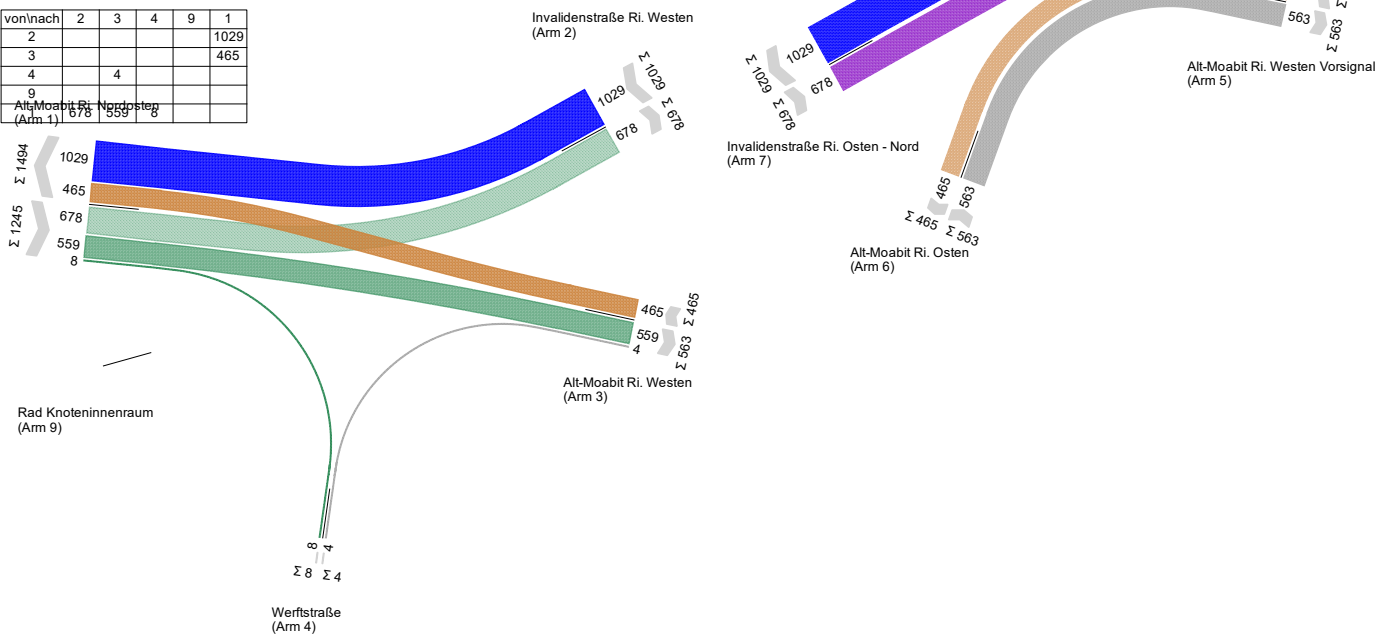 von\nach 2 3 4 9 1
2 1029
3 465
4 4
9
1 678 559 8
Alt-Moabit Ri. Nordosten
(Arm 1)
Σ 1494
1029
465
Σ 1245
678
559
8
Invalidenstraße Ri. Westen
(Arm 2)
Σ 1029
1029
Σ 678
678
465
Σ 465
559
4
Σ 563
Alt-Moabit Ri. Westen
(Arm 3)
Rad Knoteninnenraum
(Arm 9)
8
4
Σ 8
Σ 4
Werftstraße
(Arm 4)
1029
Σ 1029
678
Σ 678
Invalidenstraße Ri. Osten - Nord
(Arm 7)
563
Σ 563
Σ
Alt-Moabit Ri. Westen Vorsignal
(Arm 5)
465
563
Σ 465
Σ 563
Alt-Moabit Ri. Osten
(Arm 6)